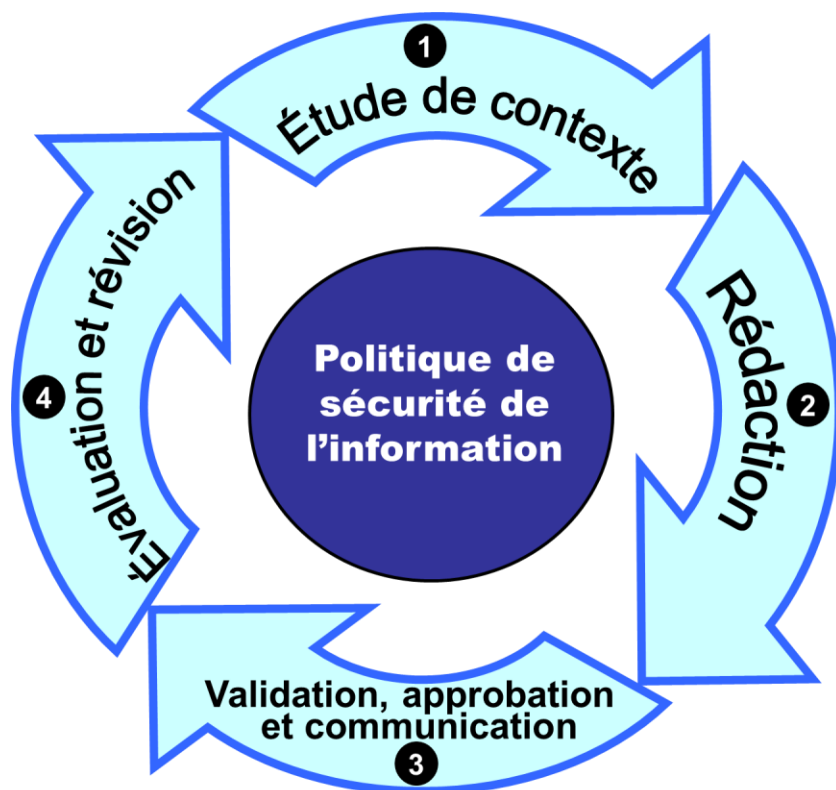 1
Étude de contexte
2
Rédaction
Validation, approbation
et communication
3
4
Évaluation et révision
Politique de
sécurité de
l’information